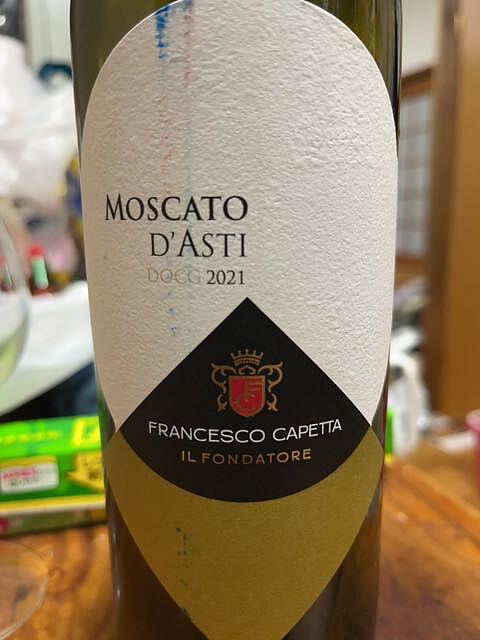 MOSCATO
D'ASTI
DOCG 2021
FRANCESCO CAPETTA
IL FONDATORE